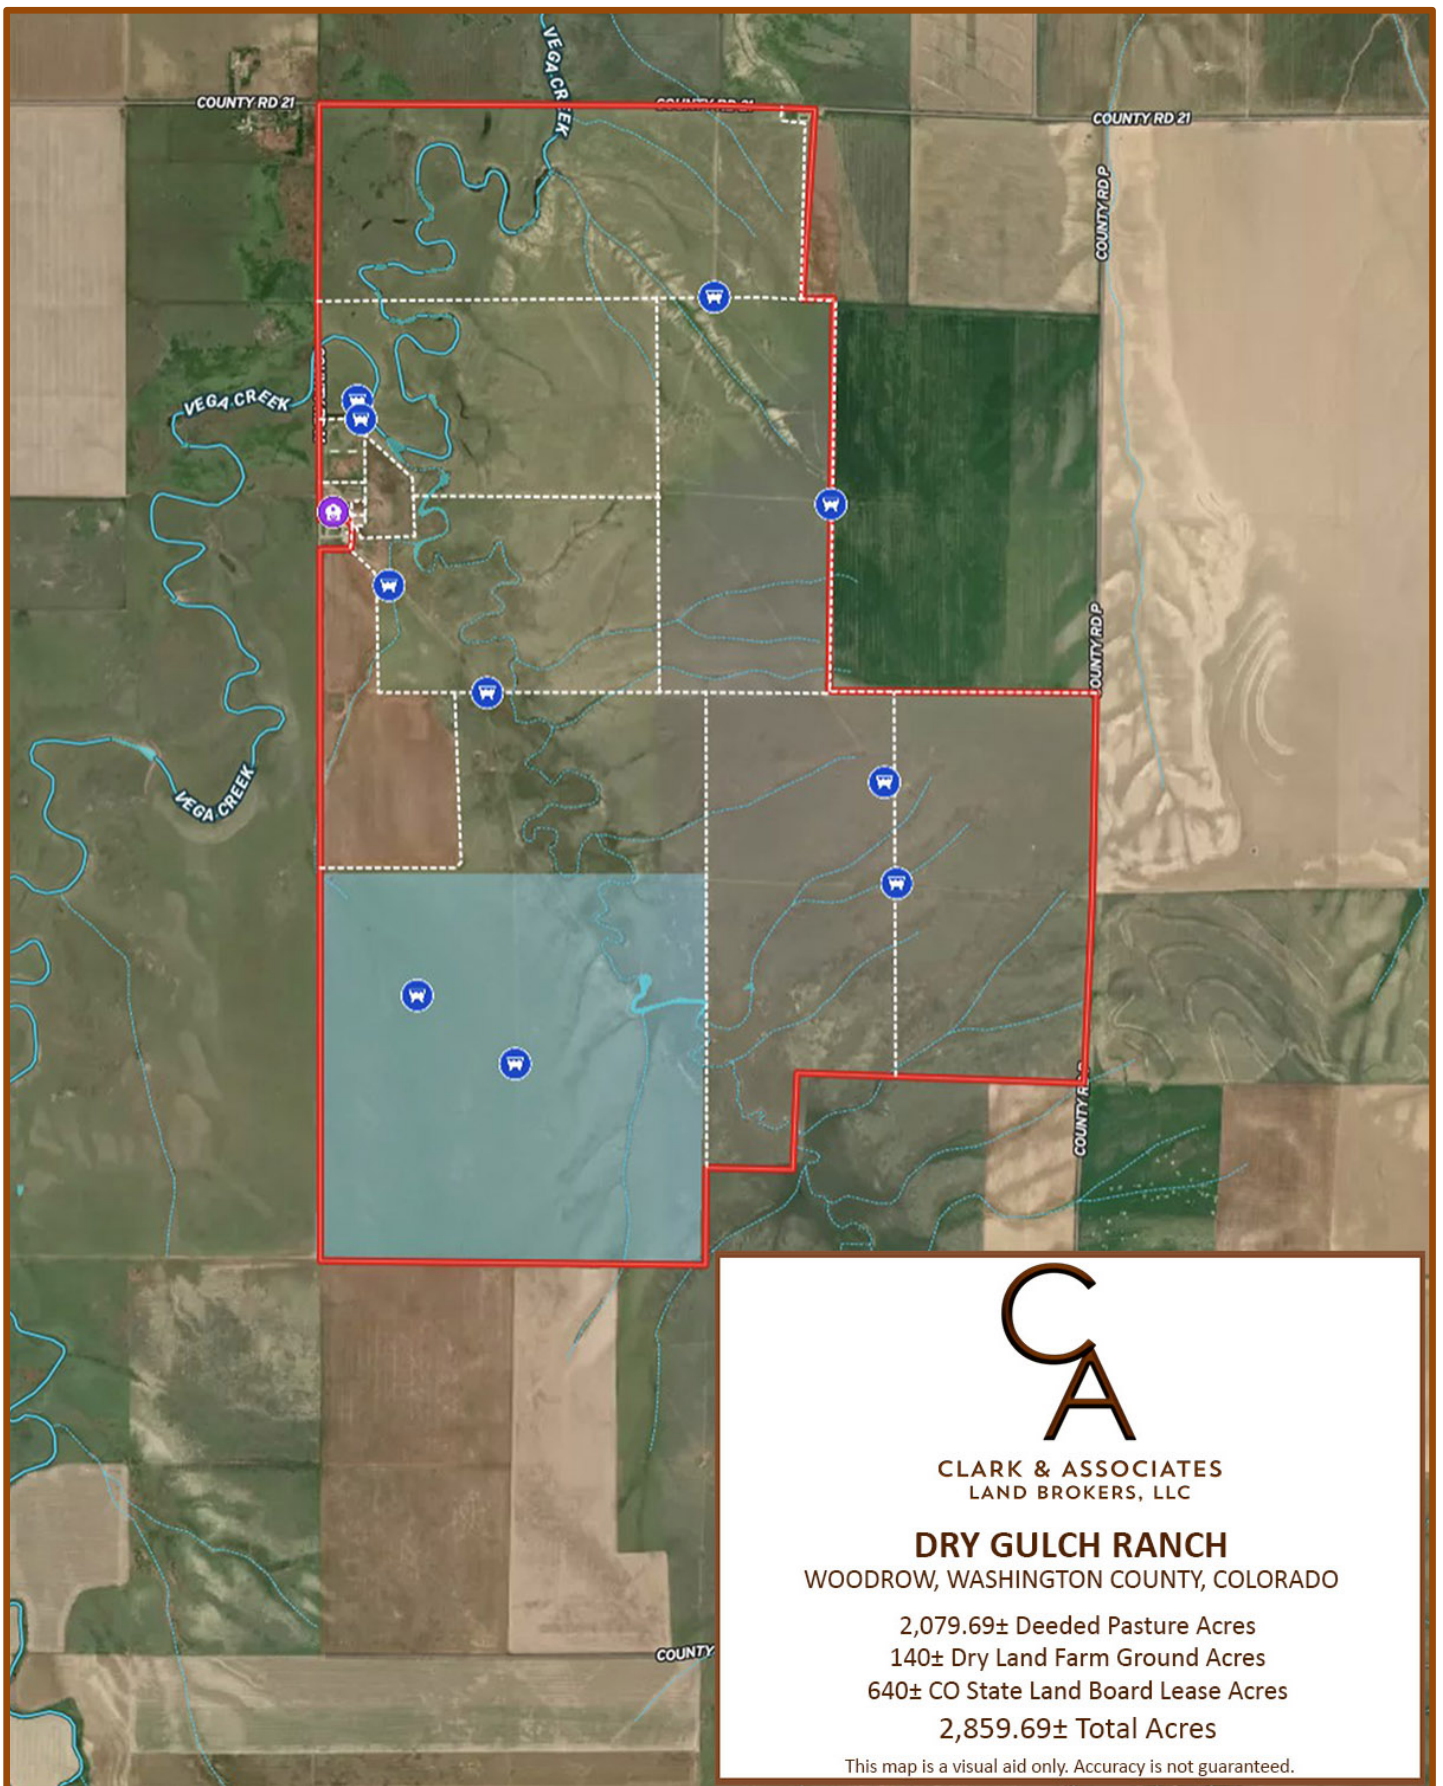 VEGA CREEK
COUNTY RD 21
COUNTY RD 21
COUNTY RD 21
COUNTY RD P
VEGA CREEK
COUNTY RD P
VEGA CREEK
COUNTY
COUNTY
CA
CLARK & ASSOCIATES
LAND BROKERS, LLC
DRY GULCH RANCH
WOODROW, WASHINGTON COUNTY, COLORADO
2,079.69± Deeded Pasture Acres
140± Dry Land Farm Ground Acres
640± CO State Land Board Lease Acres
2,859.69± Total Acres
This map is a visual aid only. Accuracy is not guaranteed.